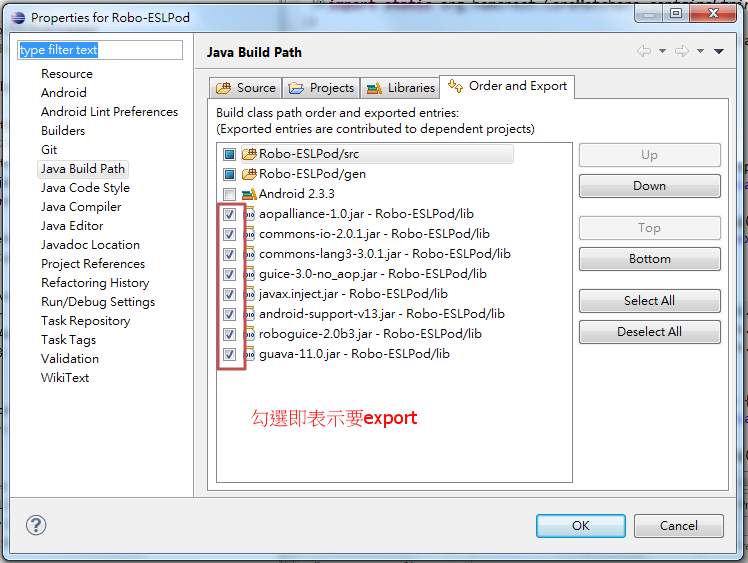 Properties for Robo-ESLPod
type filter text
Resource
Android
Android Lint Preferences
Builders
Git
Java Build Path
Java Code Style
Java Compiler
Java Editor
Javadoc Location
Project References
Refactoring History
Run/Debug Settings
Task Repository
Task Tags
Validation
WikiText
Java Build Path
Source Projects Libraries Order and Export
Build class path order and exported entries:
(Exported entries are contributed to dependent projects)
Robo-ESLPod/src
Robo-ESLPod/gen
Android 2.3.3
aopalliance-1.0.jar - Robo-ESLPod/lib
commons-io-2.0.1.jar - Robo-ESLPod/lib
commons-lang3-3.0.1.jar - Robo-ESLPod/lib
guice-3.0-no_aop.jar - Robo-ESLPod/lib
javax.inject.jar - Robo-ESLPod/lib
android-support-v13.jar - Robo-ESLPod/lib
roboguice-2.0b3.jar - Robo-ESLPod/lib
guava-11.0.jar - Robo-ESLPod/lib
勾選即表示要export
Up
Down
Top
Bottom
Select All
Deselect All
OK Cancel